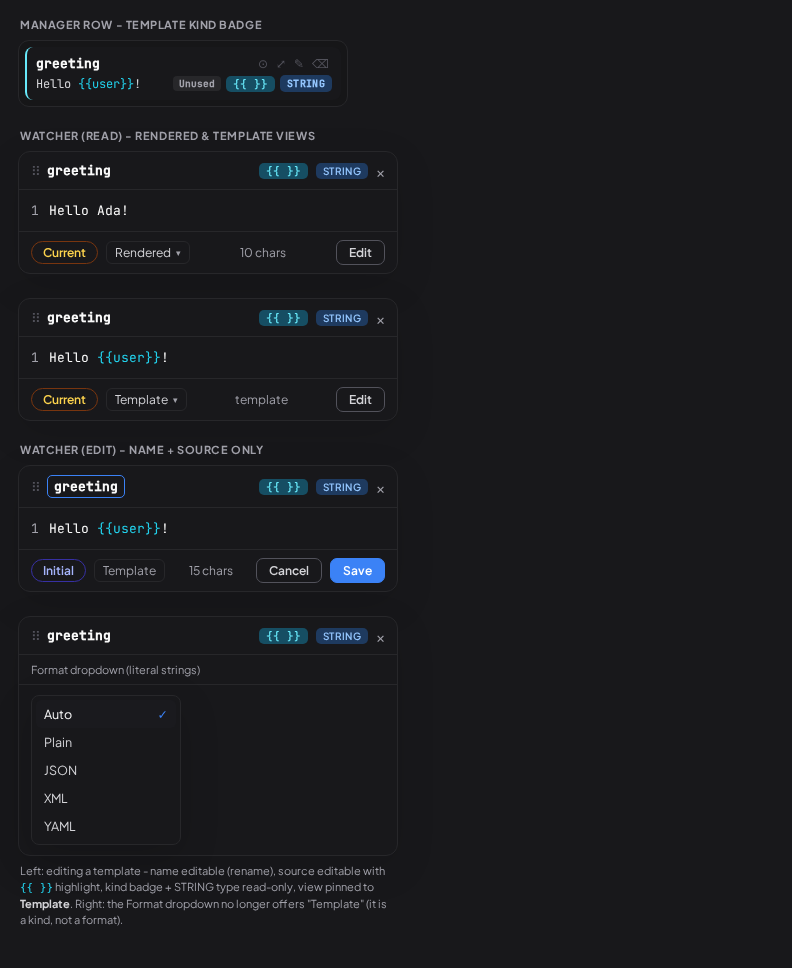 MANAGER ROW – TEMPLATE KIND BADGE
greeting
Hello {{user}}! Unused {{ }} STRING
WATCHER (READ) – RENDERED & TEMPLATE VIEWS
greeting {{ }} STRING ×
1 Hello Ada!
Current Rendered ▾ 10 chars Edit
greeting {{ }} STRING ×
1 Hello {{user}}!
Current Template ▾ template Edit
WATCHER (EDIT) – NAME + SOURCE ONLY
greeting {{ }} STRING ×
1 Hello {{user}}!
Initial Template 15 chars Cancel Save
greeting {{ }} STRING ×
Format dropdown (literal strings)
Auto ✓
Plain
JSON
XML
YAML
Left: editing a template – name editable (rename), source editable with
{{ }} highlight, kind badge + STRING type read-only, view pinned to
Template. Right: the Format dropdown no longer offers "Template" (it is
a kind, not a format).